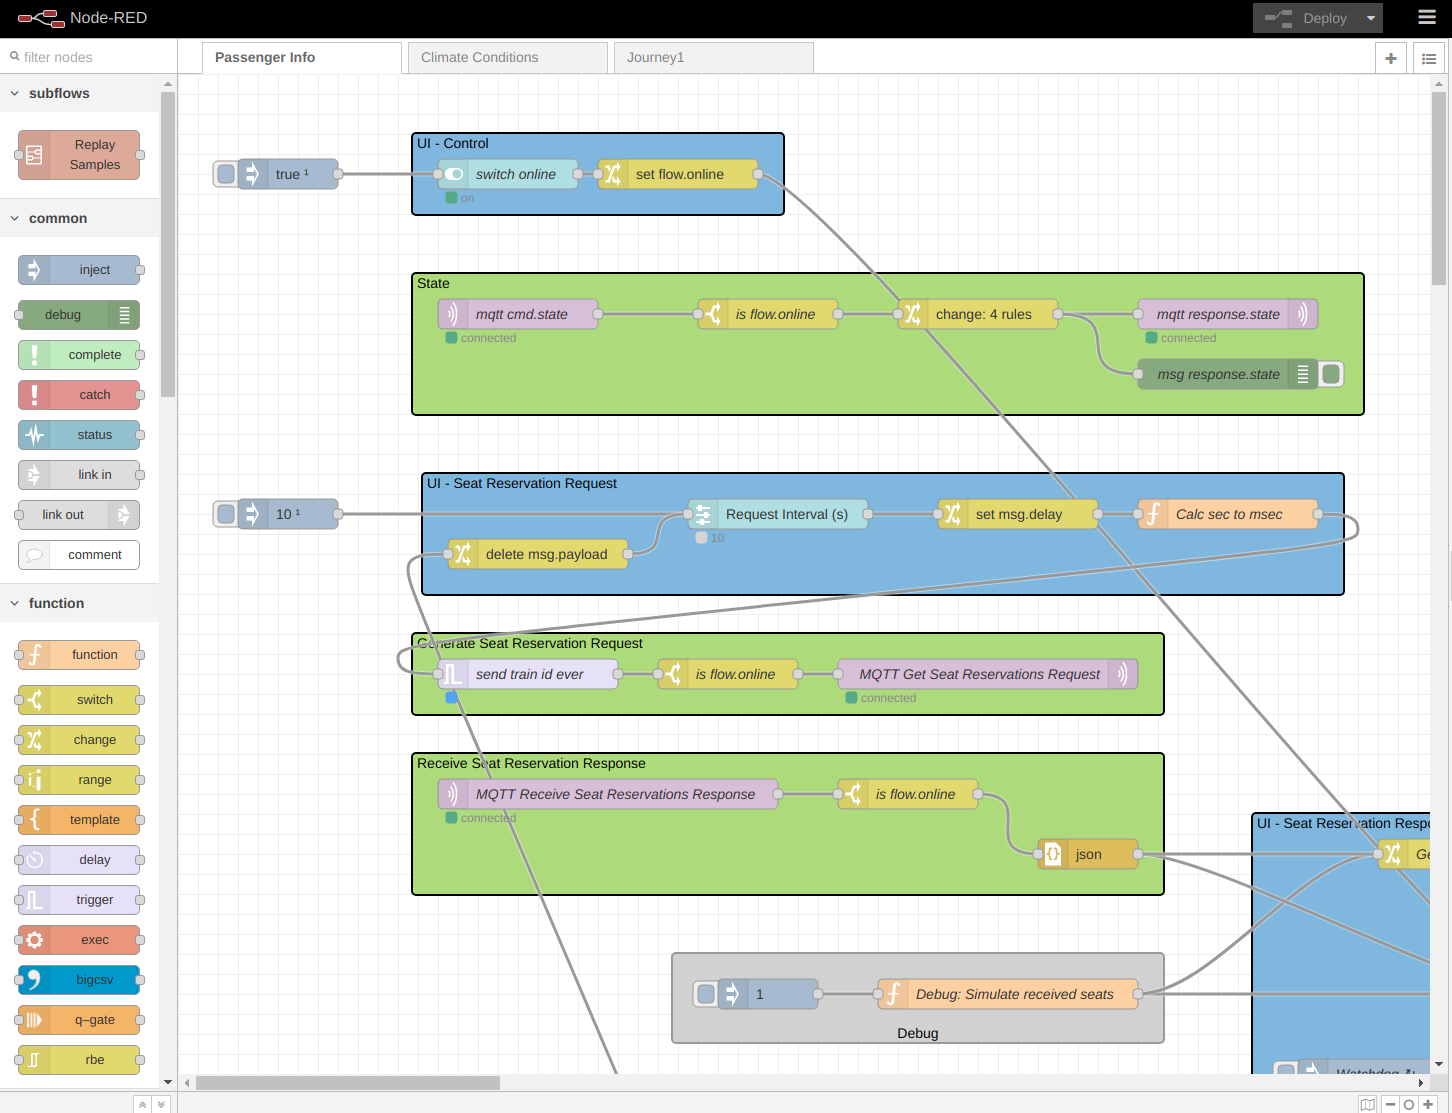 Node-RED
Deploy
filter nodes
Passenger Info
Climate Conditions
Journey1
subflows
Replay
Samples
common
inject
debug
complete
catch
status
link in
link out
comment
function
function
switch
change
range
template
delay
trigger
exec
bigcsv
q–gate
rbe
UI - Control
true ¹
switch online
set flow.online
on
State
mqtt cmd.state
is flow.online
change: 4 rules
mqtt response.state
connected
connected
msg response.state
UI - Seat Reservation Request
10 ¹
Request Interval (s)
set msg.delay
Calc sec to msec
10
delete msg.payload
Generate Seat Reservation Request
send train id ever
is flow.online
MQTT Get Seat Reservations Request
connected
Receive Seat Reservation Response
MQTT Receive Seat Reservations Response
is flow.online
connected
json
UI - Seat Reservation Respo
Ge
1
Debug: Simulate received seats
Debug
Watchdog ↻